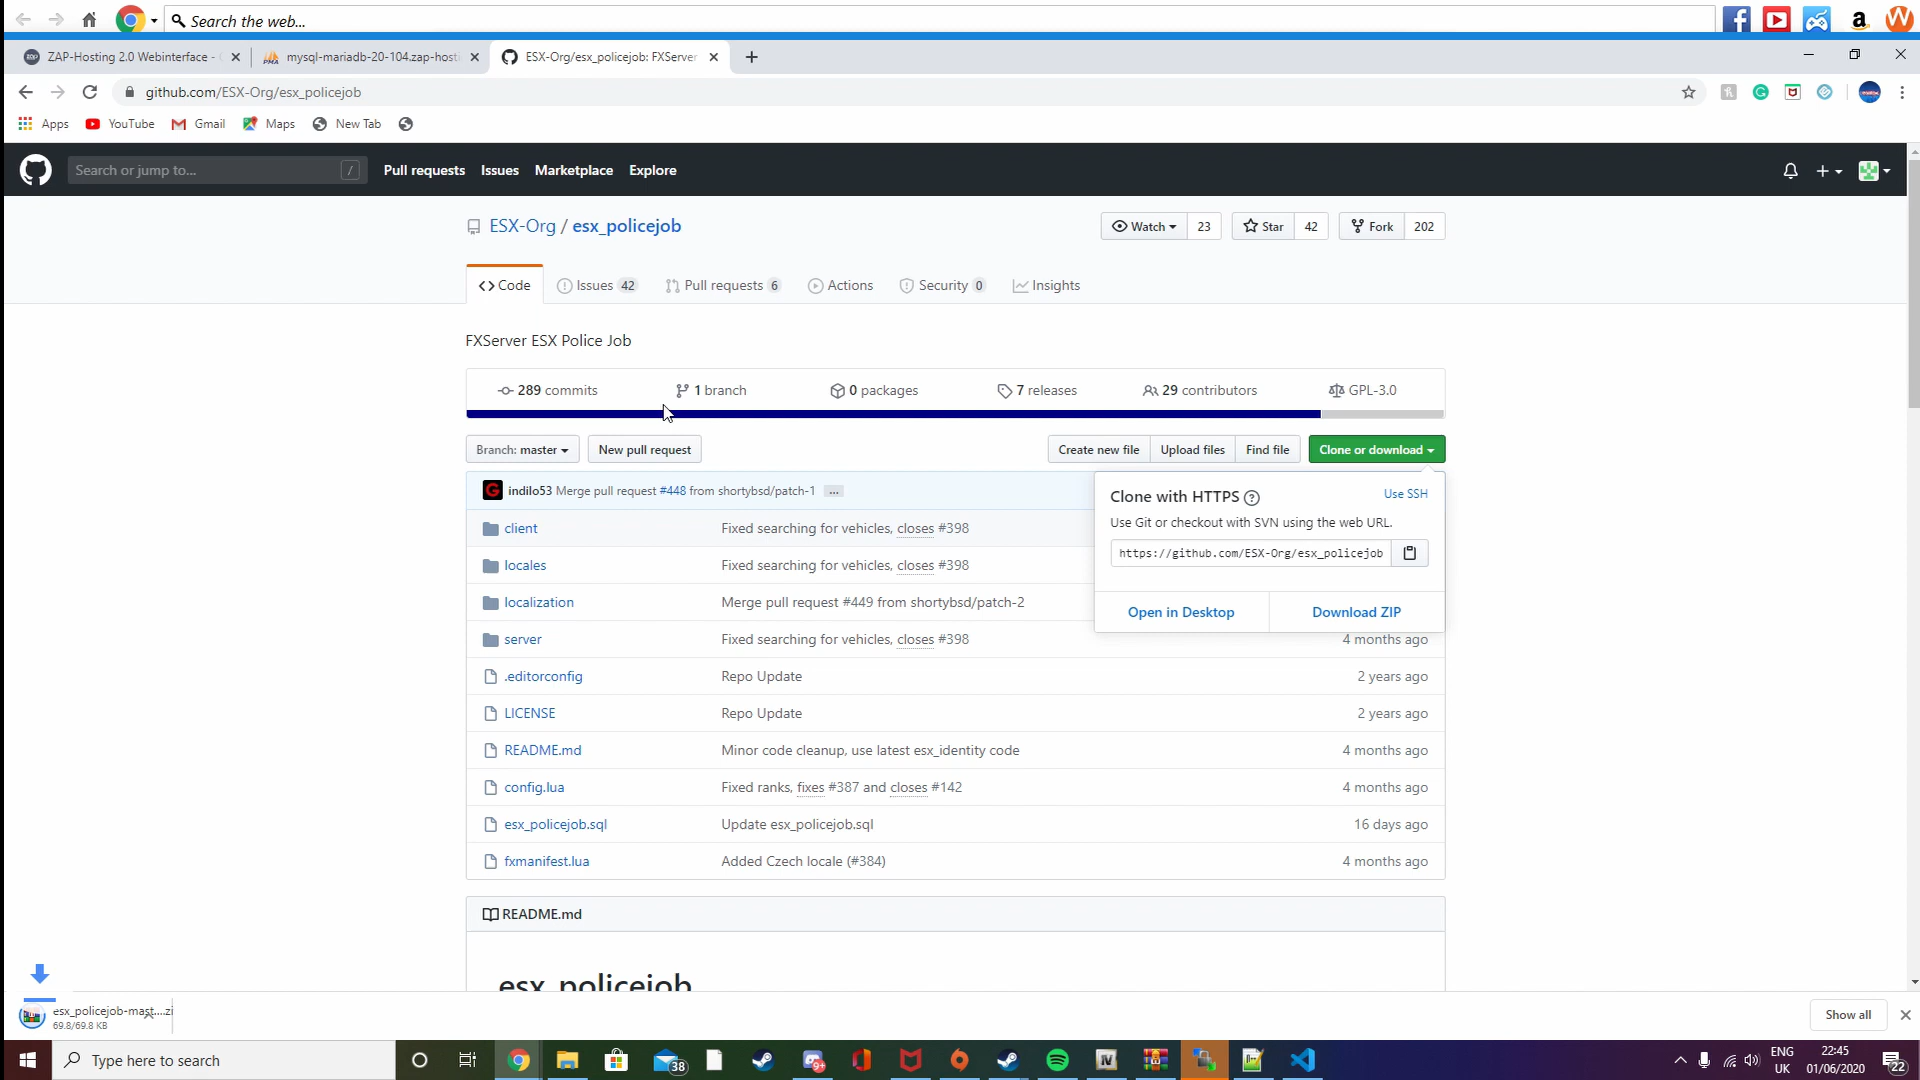 Search the web...
ZAP-Hosting 2.0 Webinterface -
mysql-mariadb-20-104.zap-hosti
ESX-Org/esx_policejob: FXServer
github.com/ESX-Org/esx_policejob
Apps
YouTube
Gmail
Maps
New Tab
Search or jump to...
/
Pull requests
Issues
Marketplace
Explore
ESX-Org / esx_policejob
Watch 23
Star 42
Fork 202
Code
Issues 42
Pull requests 6
Actions
Security 0
Insights
FXServer ESX Police Job
289 commits
1 branch
0 packages
7 releases
29 contributors
GPL-3.0
Branch: master
New pull request
Create new file
Upload files
Find file
Clone or download
indilo53 Merge pull request #448 from shortybsd/patch-1 ...
Clone with HTTPS
Use SSH
Use Git or checkout with SVN using the web URL.
https://github.com/ESX-Org/esx_policejob
Open in Desktop
Download ZIP
client Fixed searching for vehicles, closes #398
locales Fixed searching for vehicles, closes #398
localization Merge pull request #449 from shortybsd/patch-2
server Fixed searching for vehicles, closes #398 4 months ago
.editorconfig Repo Update 2 years ago
LICENSE Repo Update 2 years ago
README.md Minor code cleanup, use latest esx_identity code 4 months ago
config.lua Fixed ranks, fixes #387 and closes #142 4 months ago
esx_policejob.sql Update esx_policejob.sql 16 days ago
fxmanifest.lua Added Czech locale (#384) 4 months ago
README.md
esx_policejob
esx_policejob-mast....zi
69.8/69.8 KB
Show all
Type here to search
38
9+
IV
ENG
UK
22:45
01/06/2020
22